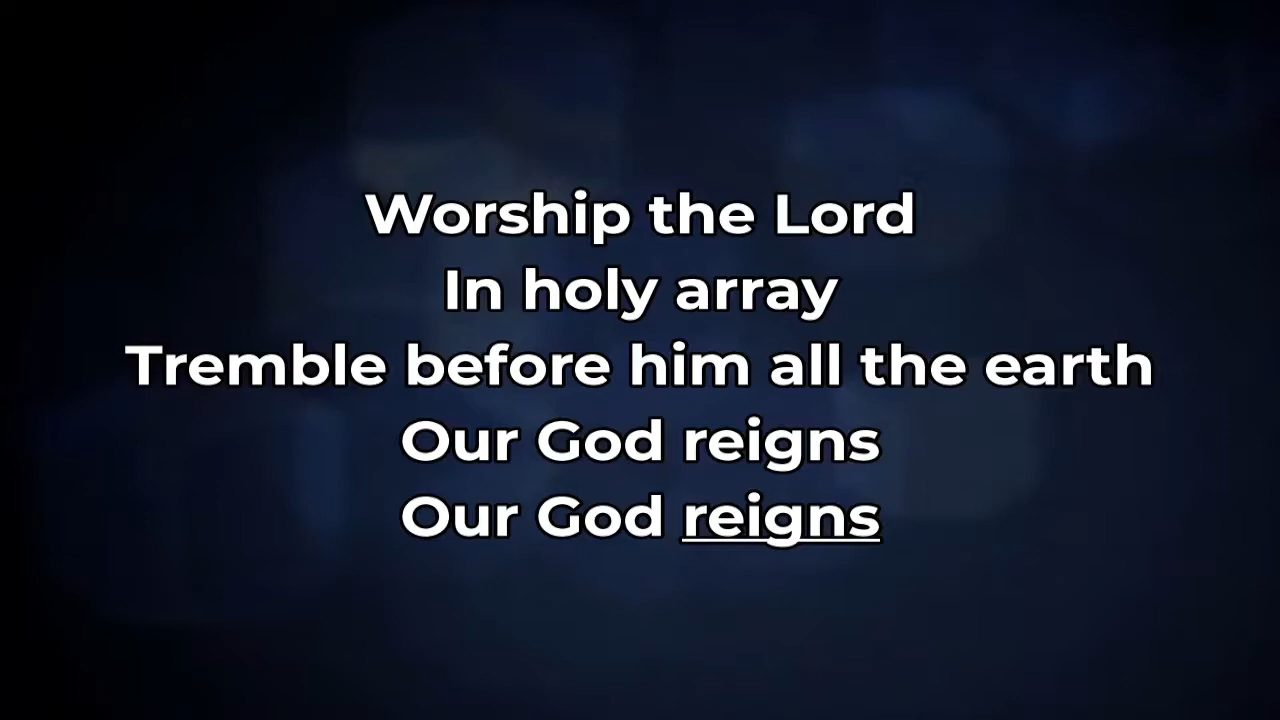 Worship the Lord
In holy array
Tremble before him all the earth
Our God reigns
Our God reigns